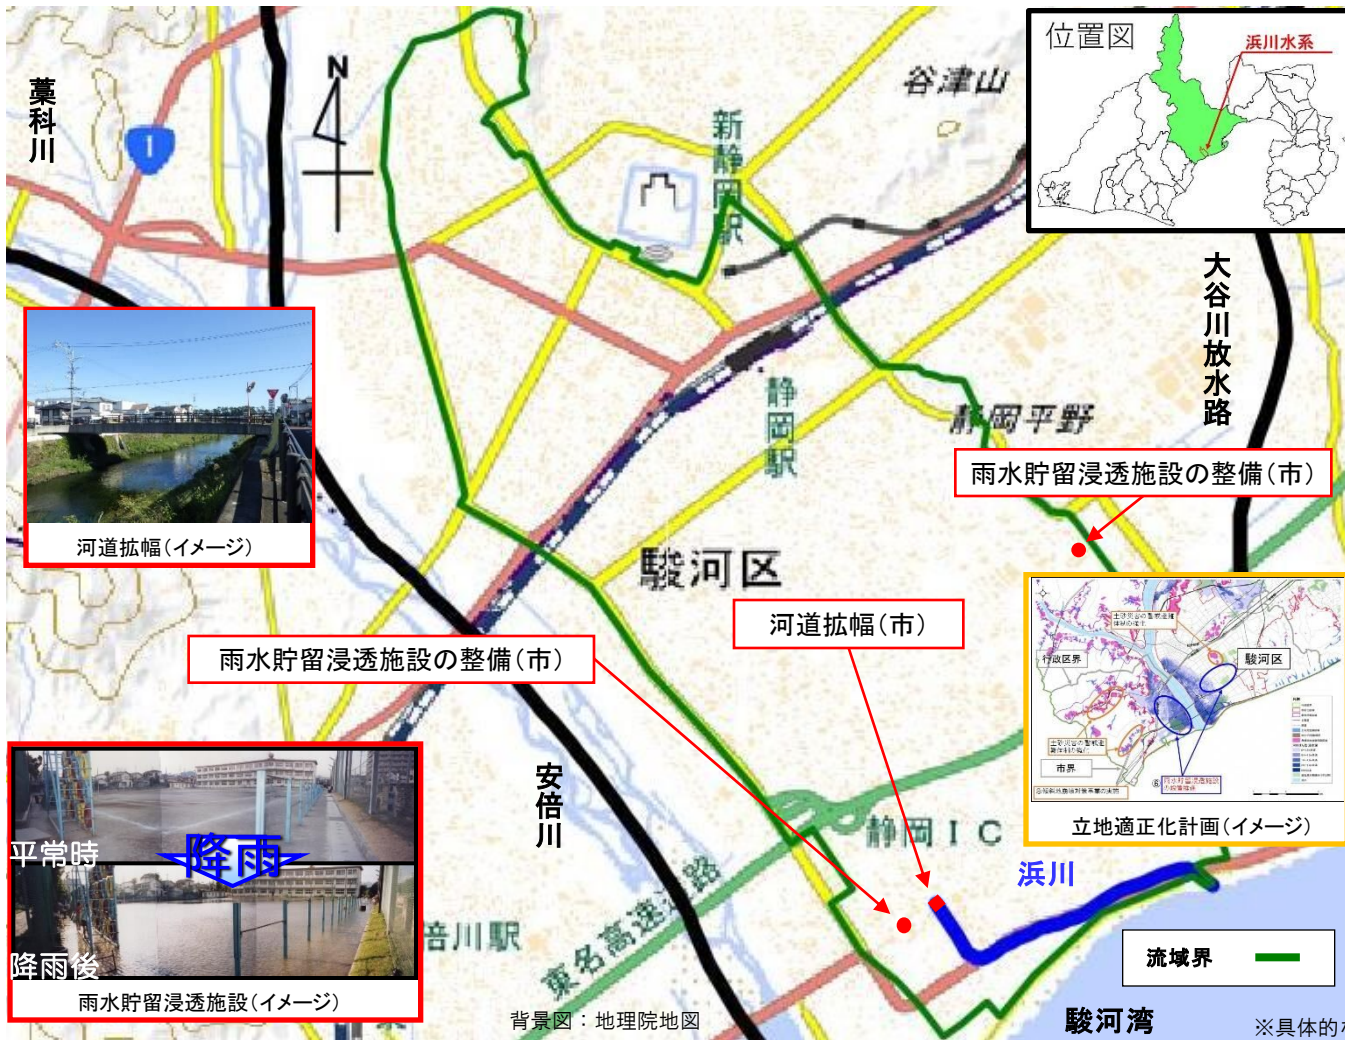 位置図
浜川水系
藁科川
1
N
谷津山
新静岡駅
大谷川放水路
静岡駅
静岡平野
雨水貯留浸透施設の整備(市)
河道拡幅(イメージ)
駿河区
河道拡幅(市)
雨水貯留浸透施設の整備(市)
行政区界
駿河区
市界
立地適正化計画(イメージ)
安倍川
静岡IC
浜川
平常時
降雨
降雨後
雨水貯留浸透施設(イメージ)
倍川駅
東名高速道路
流域界
背景図:地理院地図
駿河湾
※具体的な